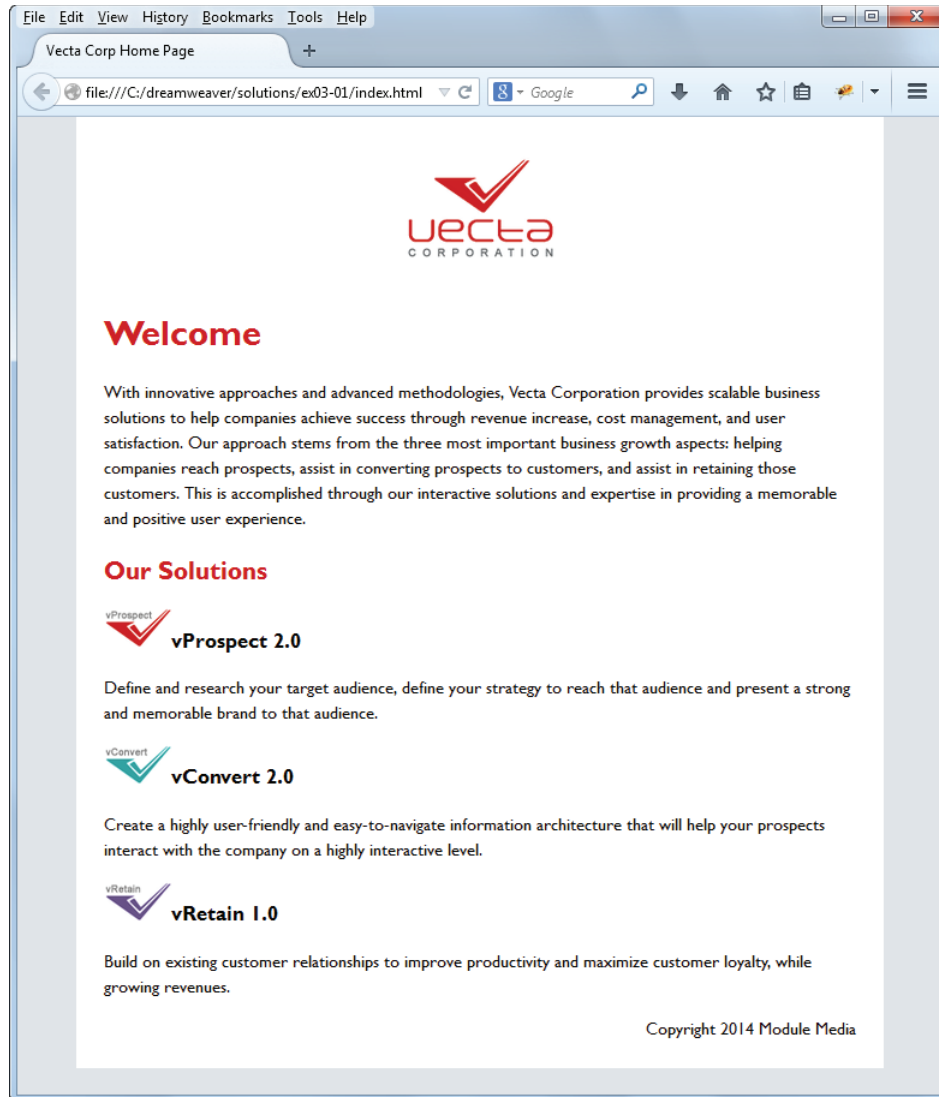 File Edit View History Bookmarks Tools Help
Vecta Corp Home Page +
file:///C:/dreamweaver/solutions/ex03-01/index.html 8 Google
vecta
CORPORATION
Welcome
With innovative approaches and advanced methodologies, Vecta Corporation provides scalable business
solutions to help companies achieve success through revenue increase, cost management, and user
satisfaction. Our approach stems from the three most important business growth aspects: helping
companies reach prospects, assist in converting prospects to customers, and assist in retaining those
customers. This is accomplished through our interactive solutions and expertise in providing a memorable
and positive user experience.
Our Solutions
vProspect
vProspect 2.0
Define and research your target audience, define your strategy to reach that audience and present a strong
and memorable brand to that audience.
vConvert
vConvert 2.0
Create a highly user-friendly and easy-to-navigate information architecture that will help your prospects
interact with the company on a highly interactive level.
vRetain
vRetain 1.0
Build on existing customer relationships to improve productivity and maximize customer loyalty, while
growing revenues.
Copyright 2014 Module Media